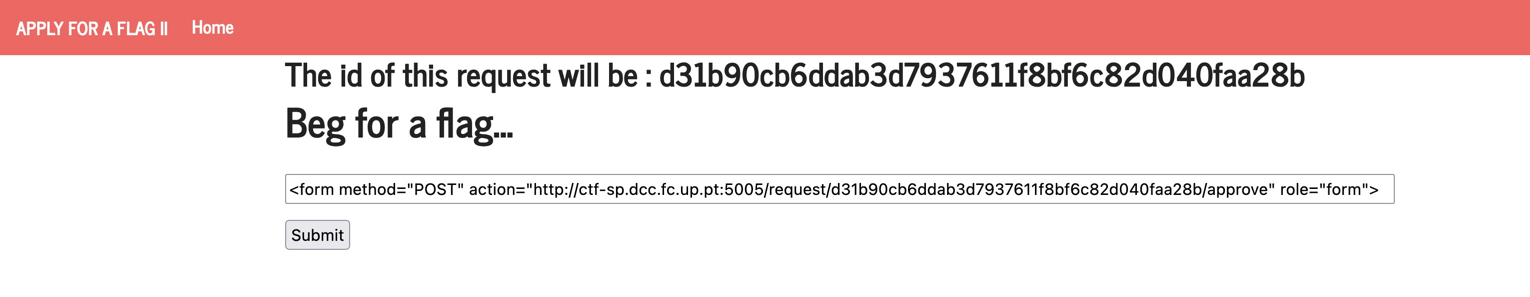 APPLY FOR A FLAG II Home
The id of this request will be : d31b90cb6ddab3d7937611f8bf6c82d040faa28b
Beg for a flag...
<form method="POST" action="http://ctf-sp.dcc.fc.up.pt:5005/request/d31b90cb6ddab3d7937611f8bf6c82d040faa28b/approve" role="form">
Submit